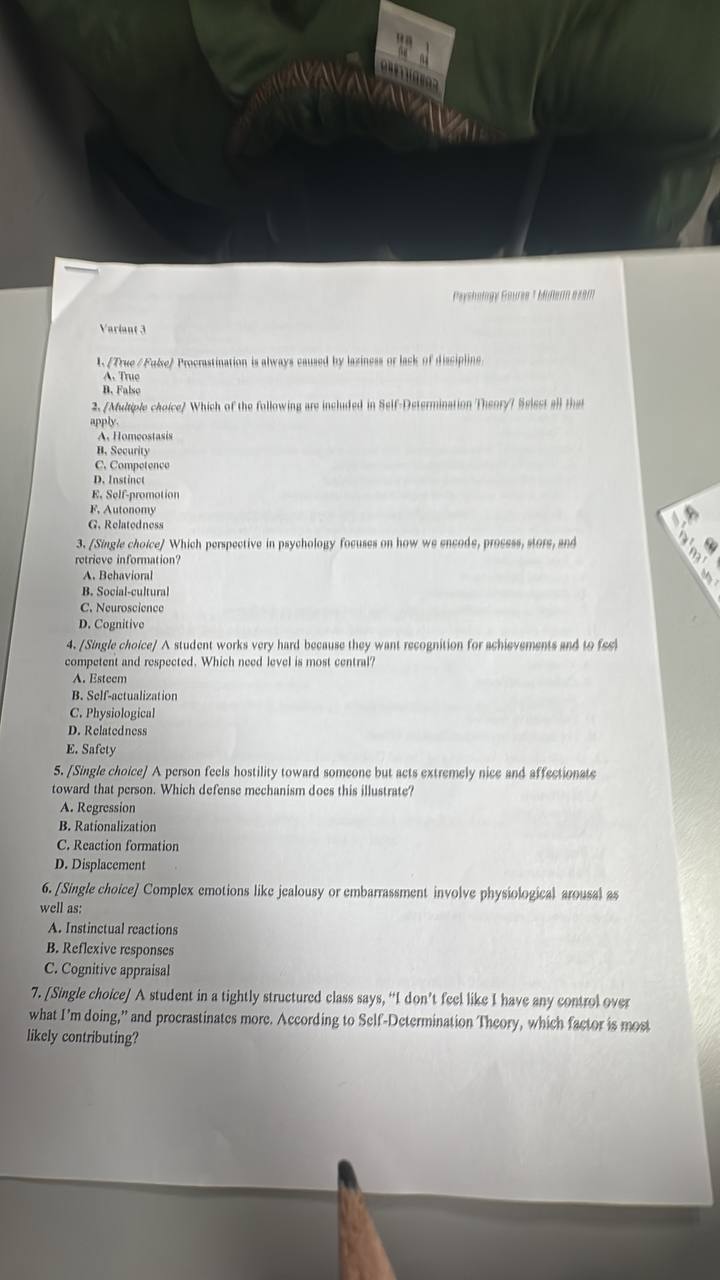 Psychology Course 1 Midterm exam
Variant 3
1. [True / False] Procrastination is always caused by laziness or lack of discipline.
A. True
B. False
2. [Multiple choice] Which of the following are included in Self-Determination Theory? Select all that
apply.
A. Homeostasis
B. Security
C. Competence
D. Instinct
E. Self-promotion
F. Autonomy
G. Relatedness
3. [Single choice] Which perspective in psychology focuses on how we encode, process, store, and
retrieve information?
A. Behavioral
B. Social-cultural
C. Neuroscience
D. Cognitive
4. [Single choice] A student works very hard because they want recognition for achievements and to feel
competent and respected. Which need level is most central?
A. Esteem
B. Self-actualization
C. Physiological
D. Relatedness
E. Safety
5. [Single choice] A person feels hostility toward someone but acts extremely nice and affectionate
toward that person. Which defense mechanism does this illustrate?
A. Regression
B. Rationalization
C. Reaction formation
D. Displacement
6. [Single choice] Complex emotions like jealousy or embarrassment involve physiological arousal as
well as:
A. Instinctual reactions
B. Reflexive responses
C. Cognitive appraisal
7. [Single choice] A student in a tightly structured class says, “I don’t feel like I have any control over
what I’m doing,” and procrastinates more. According to Self-Determination Theory, which factor is most
likely contributing?